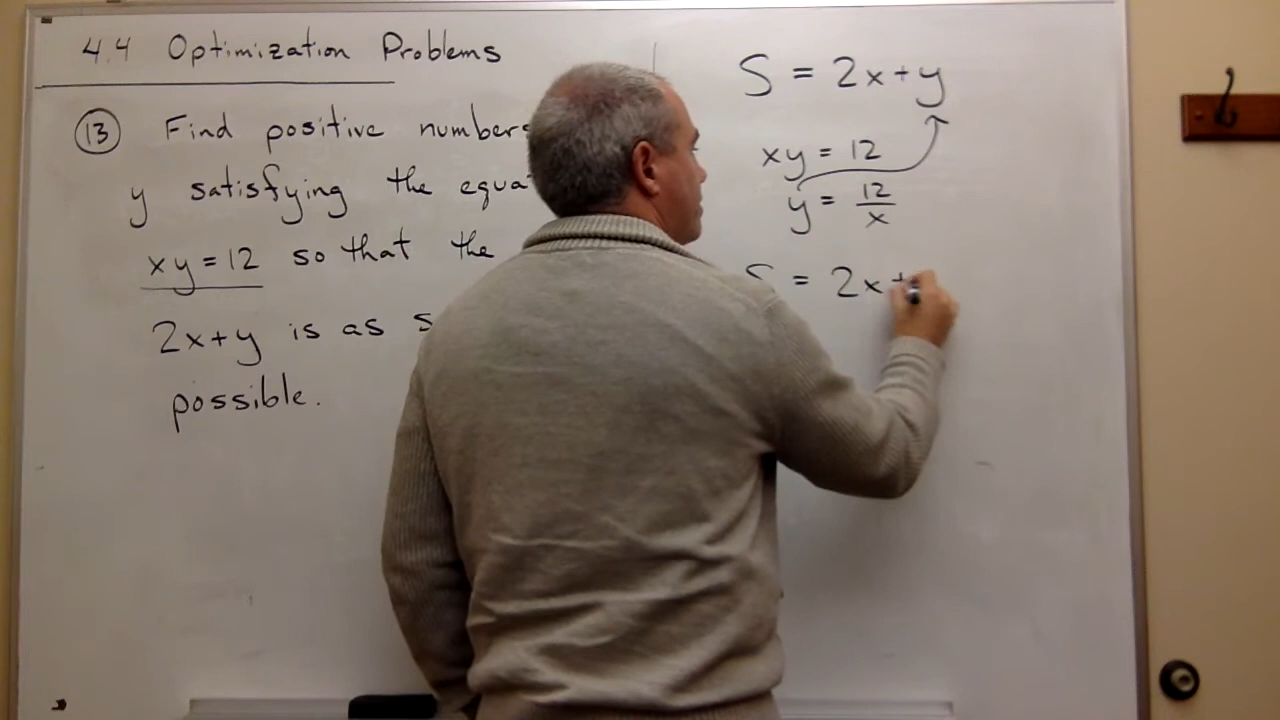 4.4 Optimization Problems
13 Find positive numbers
y satisfying the equa
xy = 12 so that the
2x+y is as s
possible.
S = 2x+y
xy = 12
y = 12/x
S = 2x+